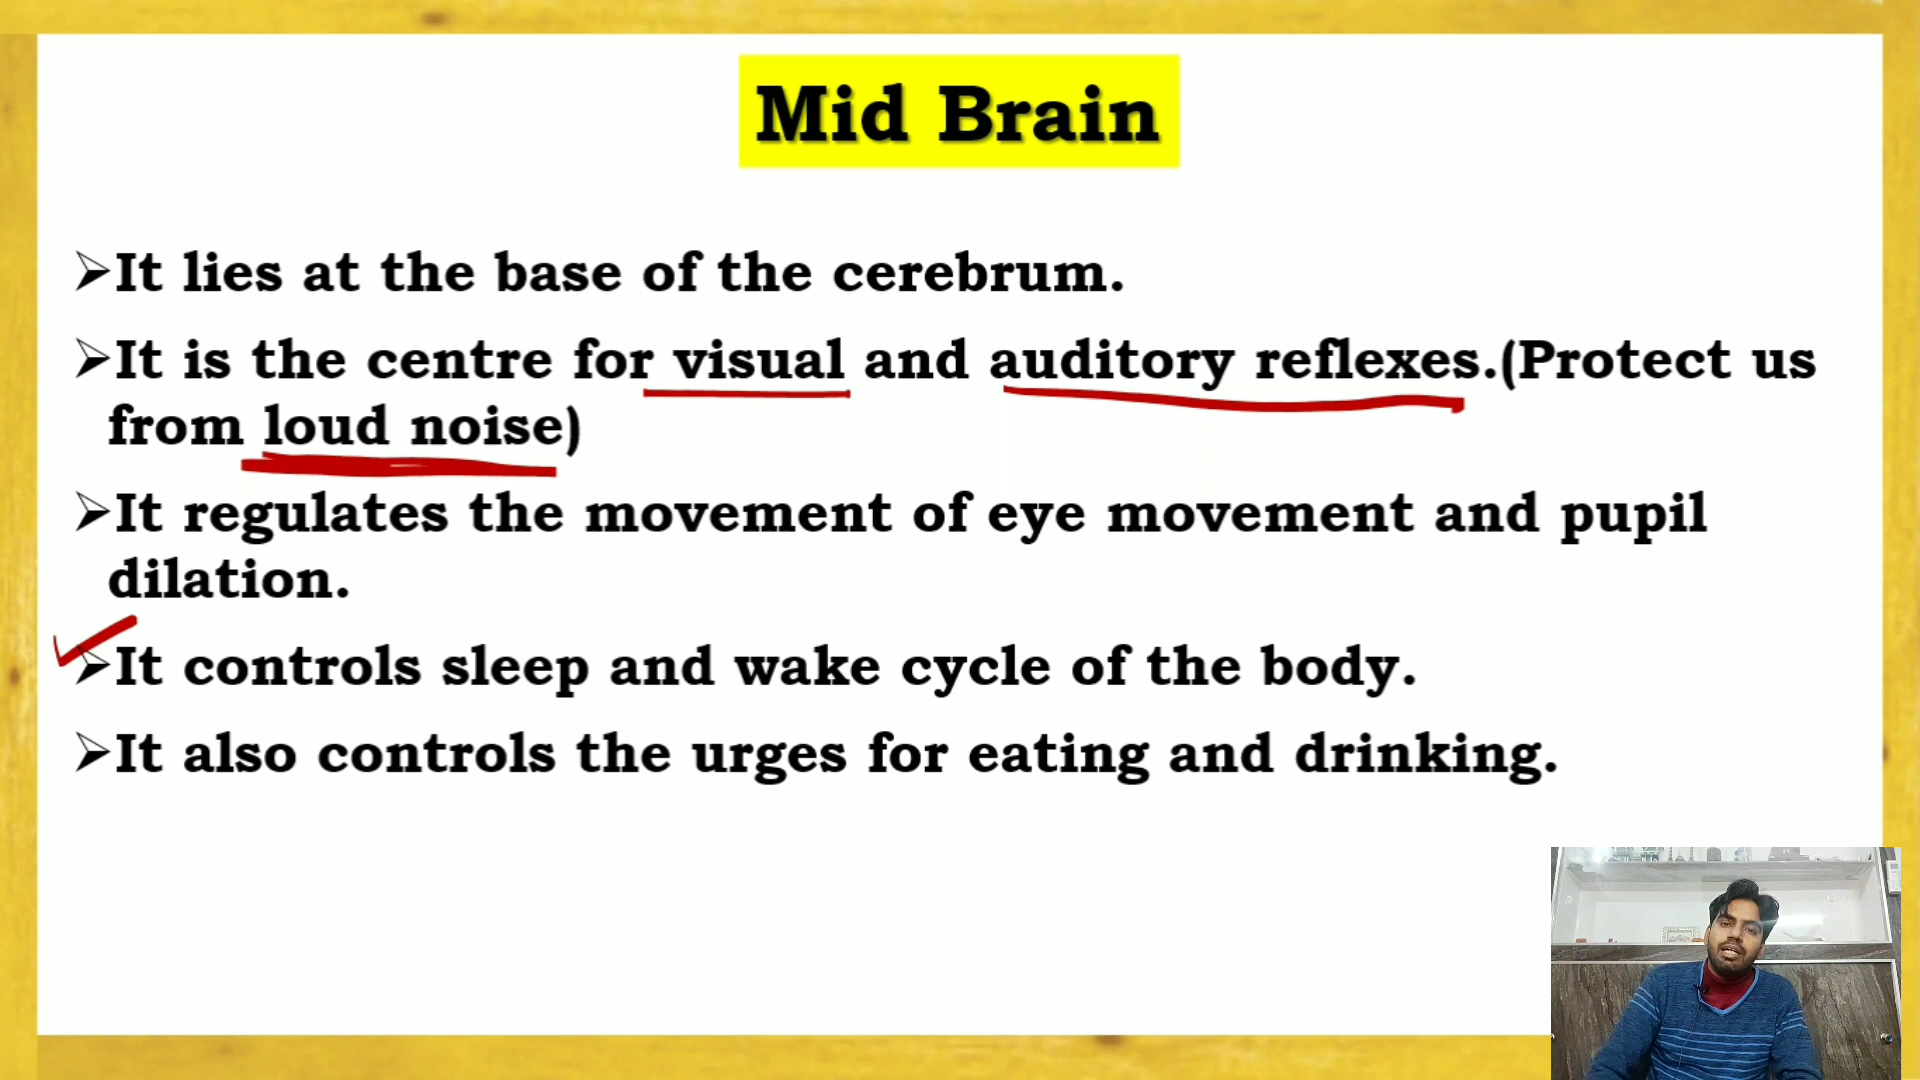 Mid Brain
➢It lies at the base of the cerebrum.
➢It is the centre for visual and auditory reflexes.(Protect us
from loud noise)
➢It regulates the movement of eye movement and pupil
dilation.
➢It controls sleep and wake cycle of the body.
➢It also controls the urges for eating and drinking.